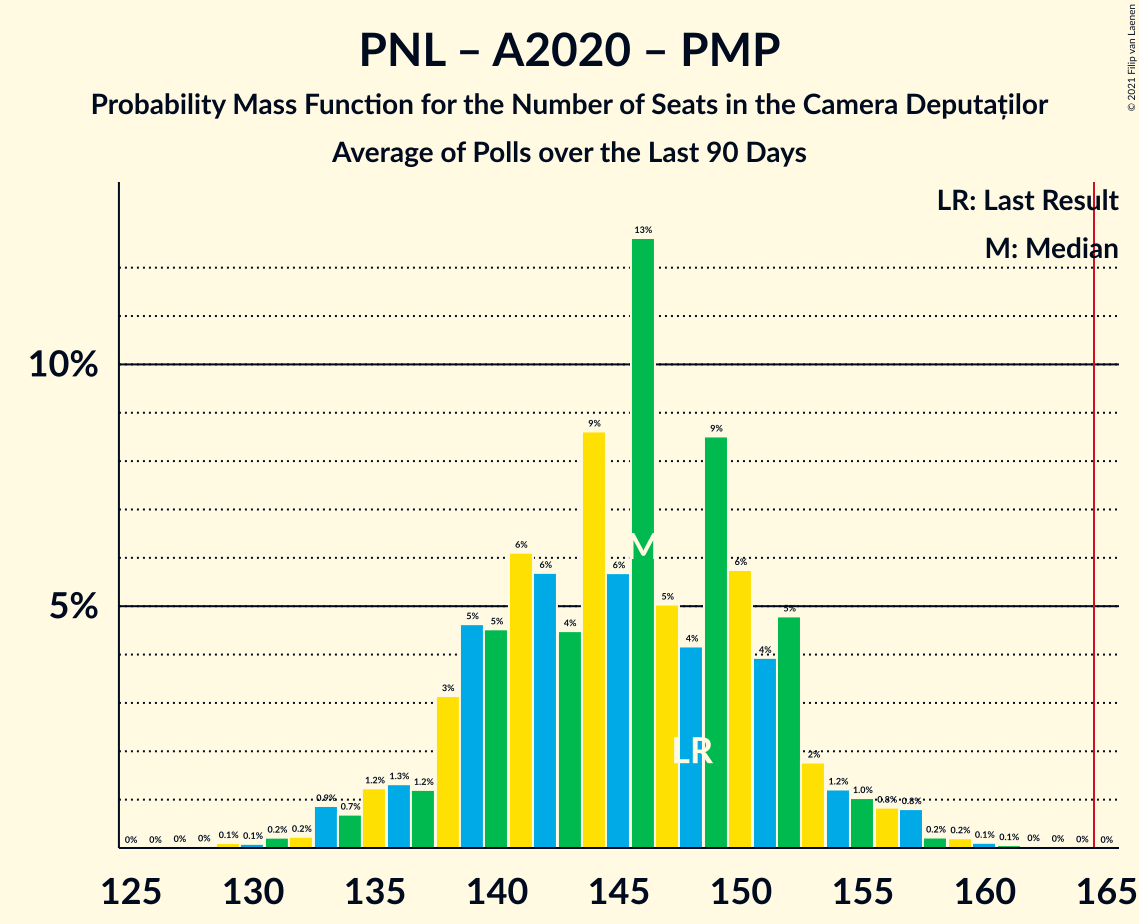 PNL – A2020 – PMP
Probability Mass Function for the Number of Seats in the Camera Deputaților
Average of Polls over the Last 90 Days
© 2021 Filip van Laenen
LR: Last Result
M: Median
10%
5%
0% 0% 0% 0% 0.1% 0.1% 0.2% 0.2% 0.9% 0.7% 1.2% 1.3% 1.2% 3% 5% 5% 6% 6% 4% 9% 6% 13% 5% 4% 9% 6% 4% 5% 2% 1.2% 1.0% 0.8% 0.8% 0.2% 0.2% 0.1% 0.1% 0% 0% 0% 0%
M
LR
125 130 135 140 145 150 155 160 165